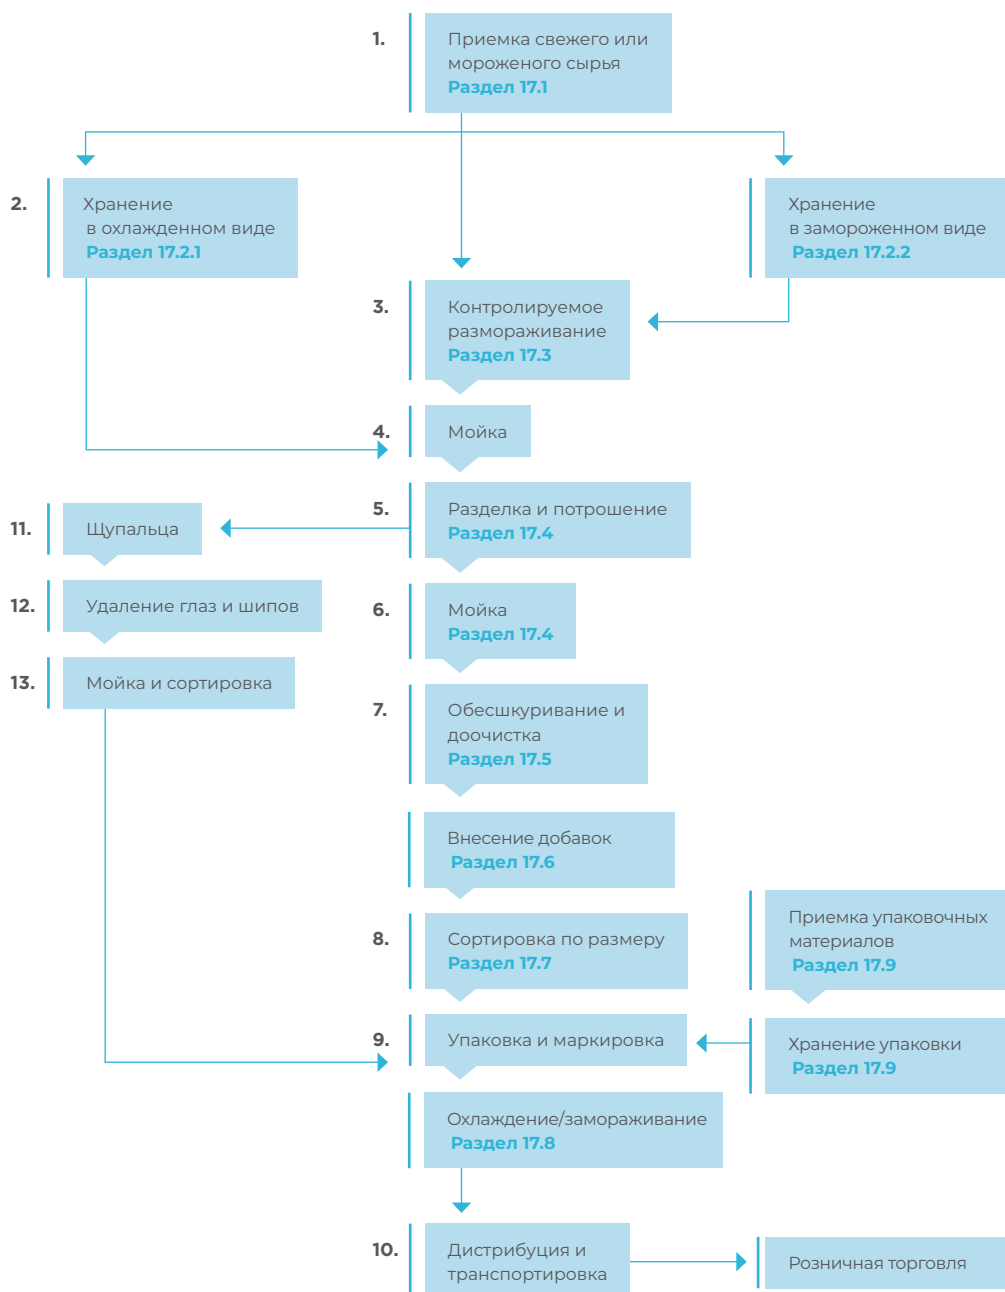 1.
Приемка свежего или
мороженого сырья
Раздел 17.1
2.
Хранение
в охлажденном виде
Раздел 17.2.1
Хранение
в замороженном виде
Раздел 17.2.2
3.
Контролируемое
размораживание
Раздел 17.3
4.
Мойка
5.
Разделка и потрошение
Раздел 17.4
11.
Щупальца
12.
Удаление глаз и шипов
6.
Мойка
Раздел 17.4
13.
Мойка и сортировка
7.
Обесшкуривание и
доочистка
Раздел 17.5
Внесение добавок
Раздел 17.6
8.
Сортировка по размеру
Раздел 17.7
Приемка упаковочных
материалов
Раздел 17.9
9.
Упаковка и маркировка
Хранение упаковки
Раздел 17.9
Охлаждение/замораживание
Раздел 17.8
10.
Дистрибуция и
транспортировка
Розничная торговля